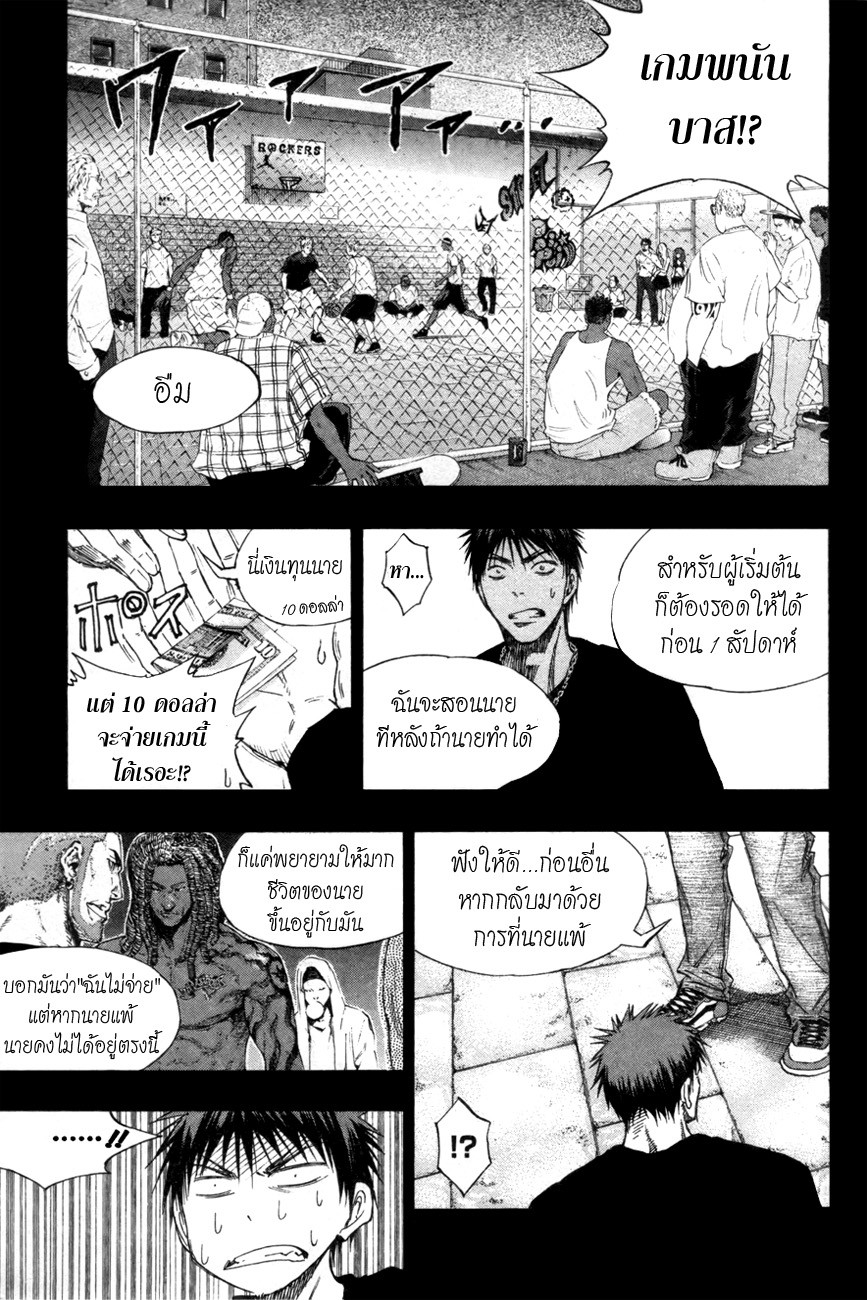 เกมพนัน
บาส!?
ワァァァ…
ROCKERS
อืม
สำหรับผู้เริ่มต้น
ก็ต้องรอดให้ได้
ก่อน 1 สัปดาห์
หา...
ฉันจะสอนนาย
ทีหลังถ้านายทำได้
นี่เงินทุนนาย
10 ดอลล่า
ポス
แต่ 10 ดอลล่า
จะจ่ายเกมนี้
ได้เรอะ!?
ฟังให้ดี...ก่อนอื่น
หากกลับมาด้วย
การที่นายแพ้
!?
ก็แค่พยายามให้มาก
ชีวิตของนาย
ขึ้นอยู่กับมัน
บอกมันว่า"ฉันไม่จ่าย"
แต่หากนายแพ้
นายคงไม่ได้อยู่ตรงนี้
......!!